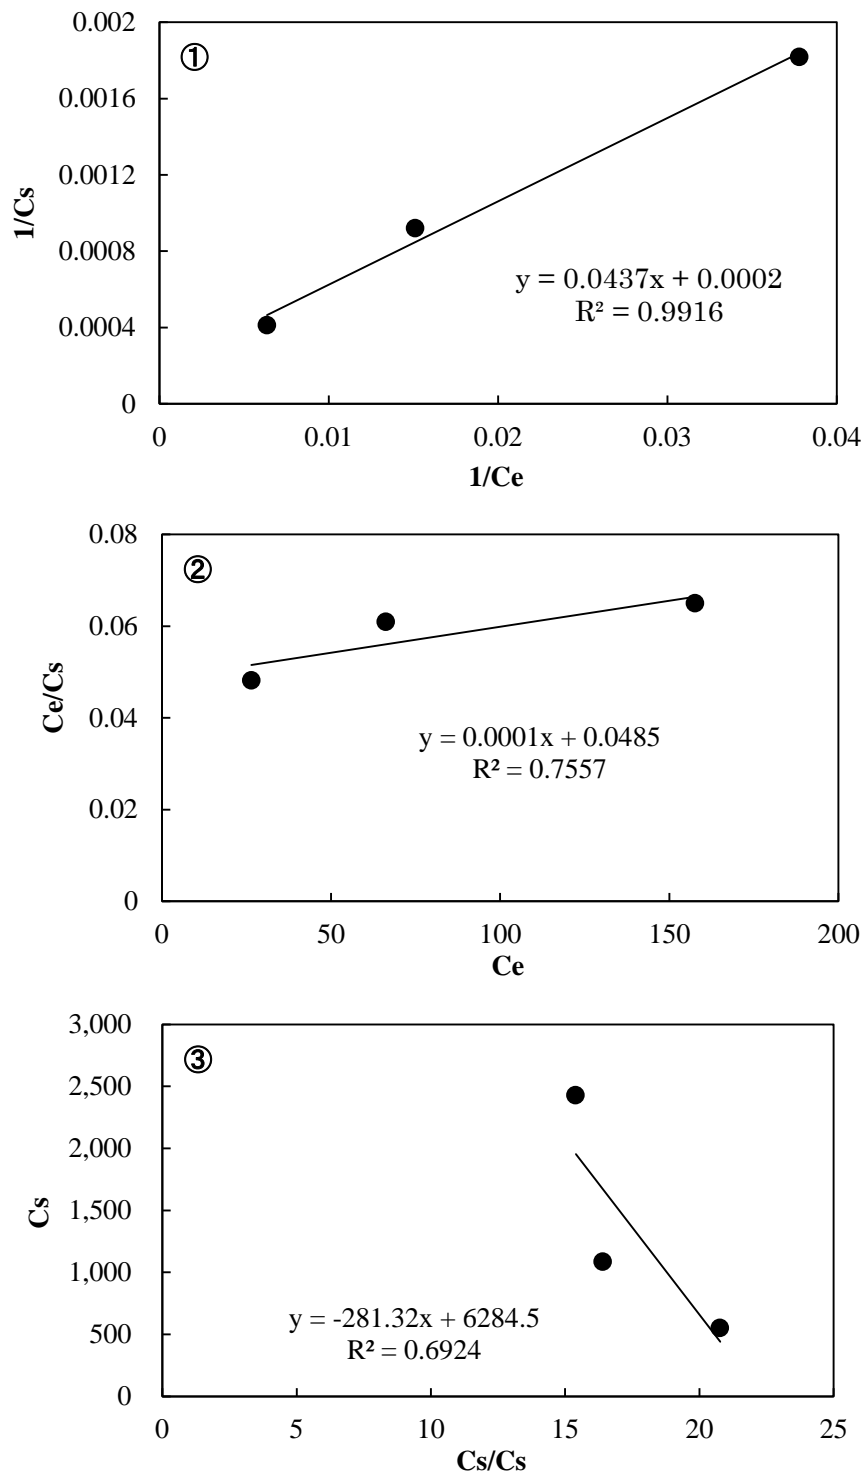 ①
0.002
0.0016
0.0012
0.0008
0.0004
0
1/Cs
y = 0.0437x + 0.0002
R² = 0.9916
0 0.01 0.02 0.03 0.04
1/Ce
②
0.08
0.06
0.04
0.02
0
Ce/Cs
y = 0.0001x + 0.0485
R² = 0.7557
0 50 100 150 200
Ce
③
3,000
2,500
2,000
1,500
1,000
500
0
Cs
y = -281.32x + 6284.5
R² = 0.6924
0 5 10 15 20 25
Cs/Cs